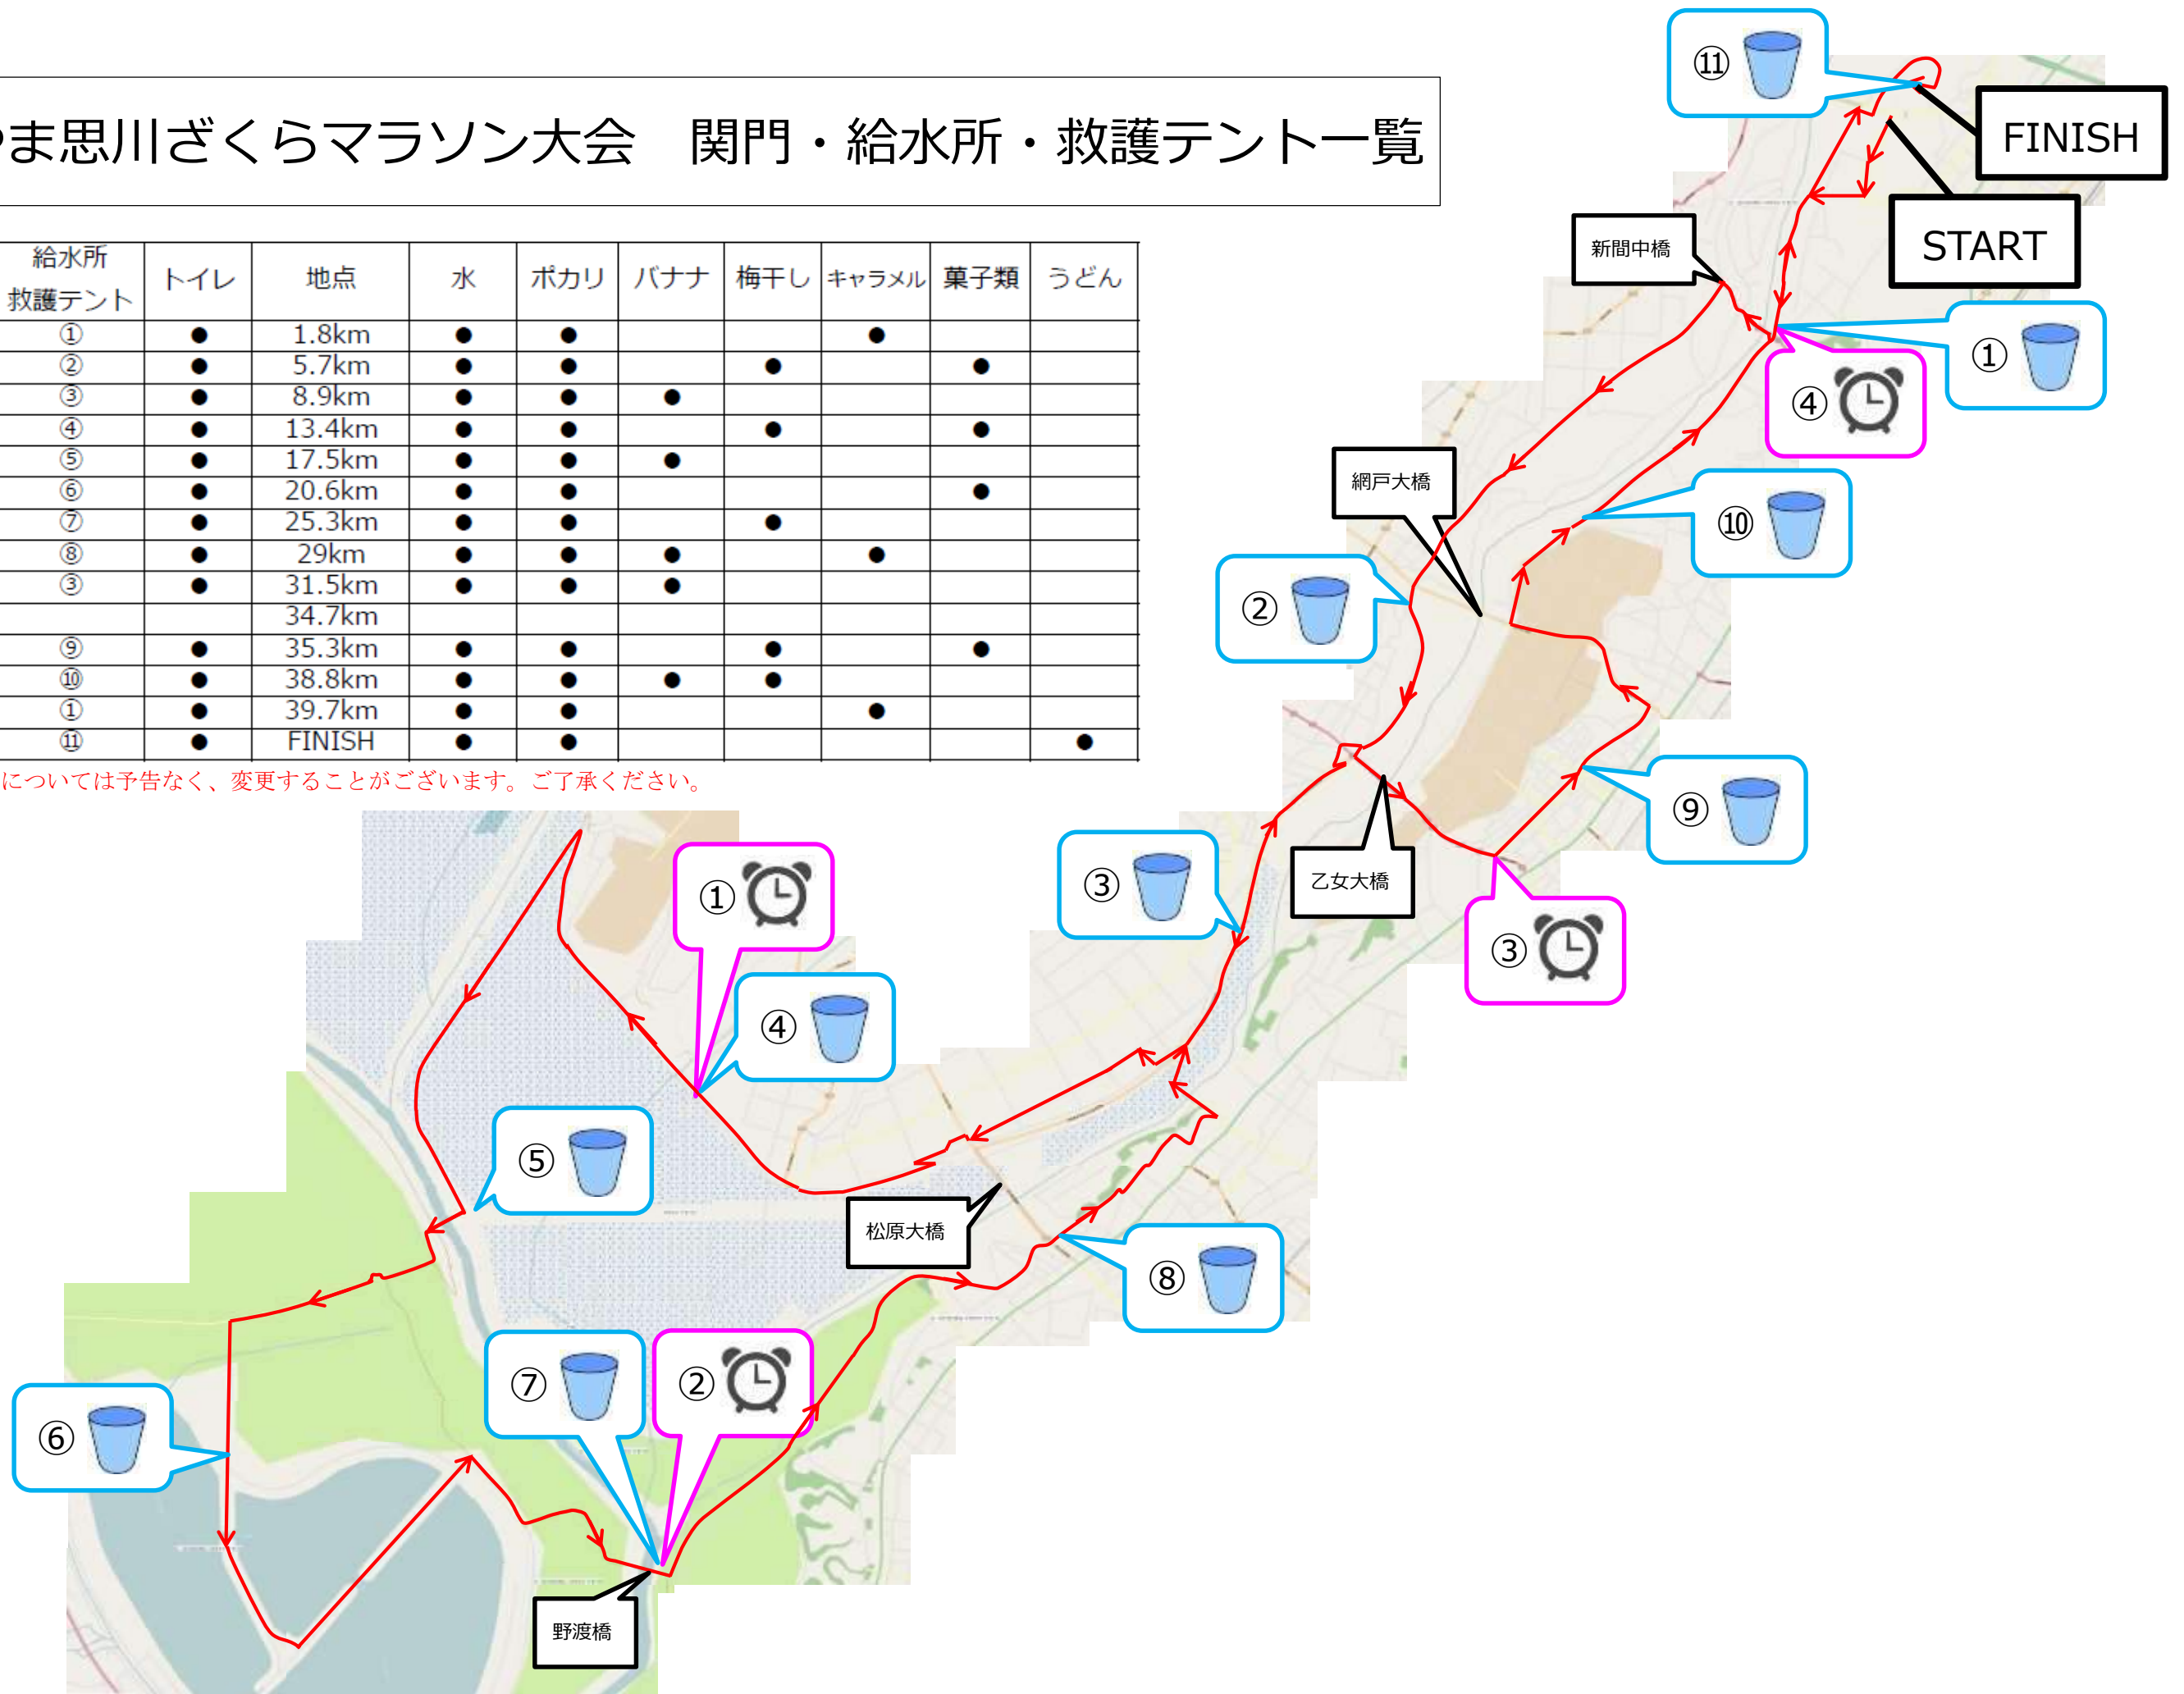 やま思川ざくらマラソン大会　関門・給水所・救護テント一覧
給水所 救護テント トイレ 地点 水 ポカリ バナナ 梅干し キャラメル 菓子類 うどん
① ● 1.8km ● ● ●
② ● 5.7km ● ● ● ●
③ ● 8.9km ● ● ●
④ ● 13.4km ● ● ● ●
⑤ ● 17.5km ● ● ●
⑥ ● 20.6km ● ● ●
⑦ ● 25.3km ● ● ●
⑧ ● 29km ● ● ● ●
③ ● 31.5km ● ● ●
34.7km
⑨ ● 35.3km ● ● ● ●
⑩ ● 38.8km ● ● ● ●
① ● 39.7km ● ● ●
⑪ ● FINISH ● ● ●
については予告なく、変更することがございます。ご了承ください。
⑪
FINISH
START
新間中橋
①
④
網戸大橋
⑩
②
⑨
乙女大橋
③
③
①
④
⑤
松原大橋
⑧
⑦
②
⑥
野渡橋